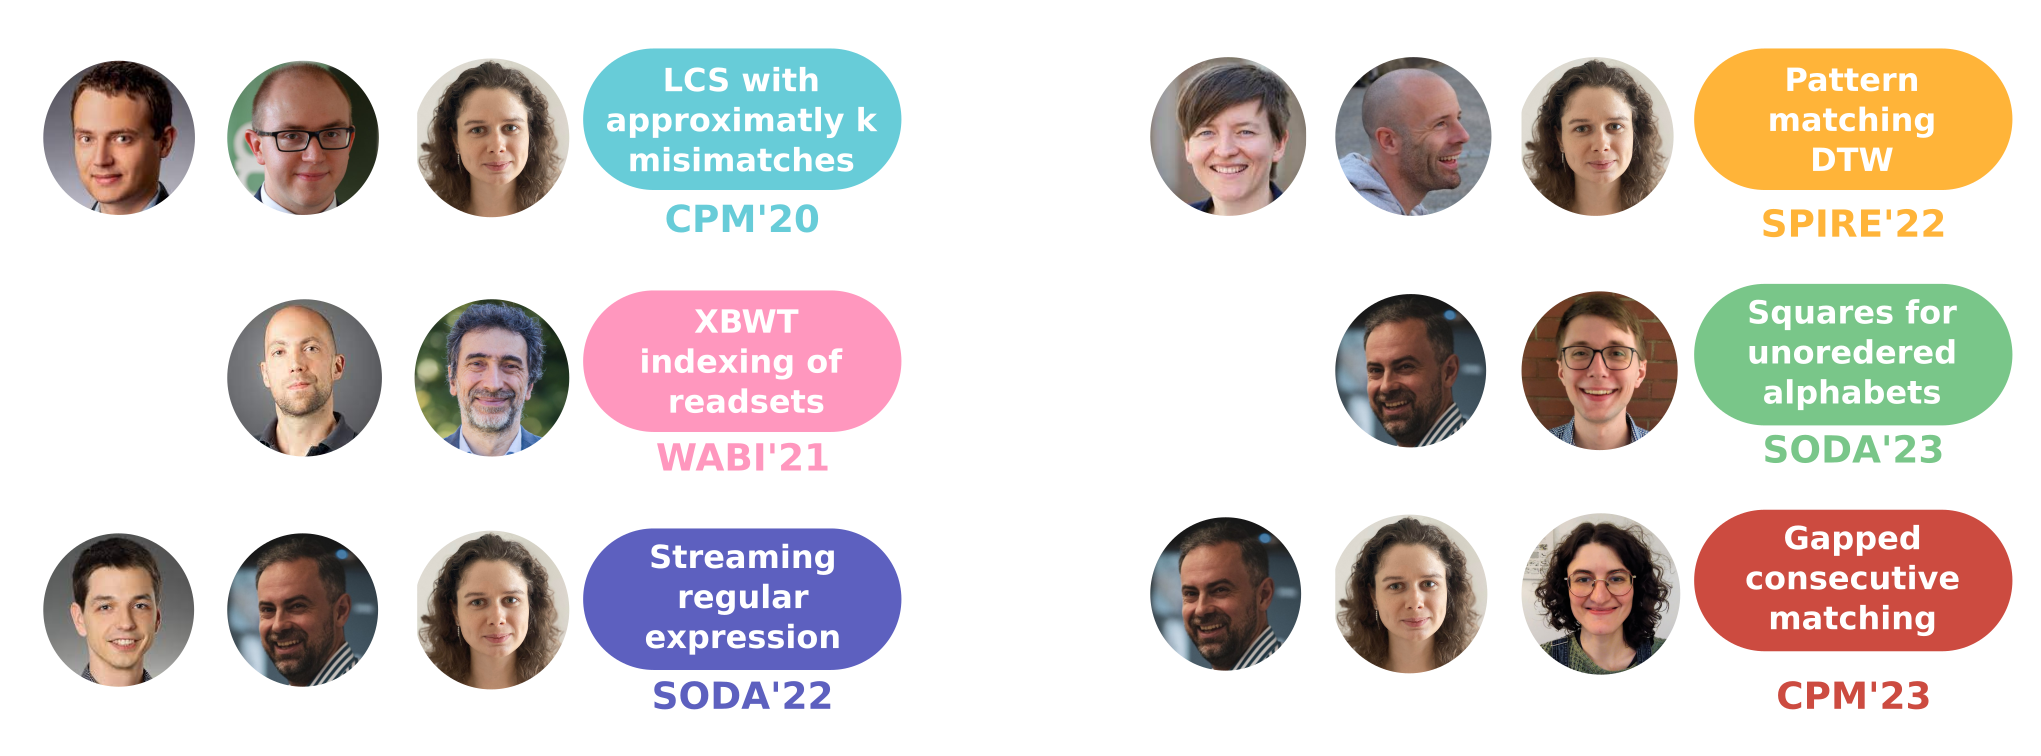 LCS with
approximatly k
misimatches
CPM'20
XBWT
indexing of
readsets
WABI'21
Streaming
regular
expression
SODA'22
Pattern
matching
DTW
SPIRE'22
Squares for
unoredered
alphabets
SODA'23
Gapped
consecutive
matching
CPM'23